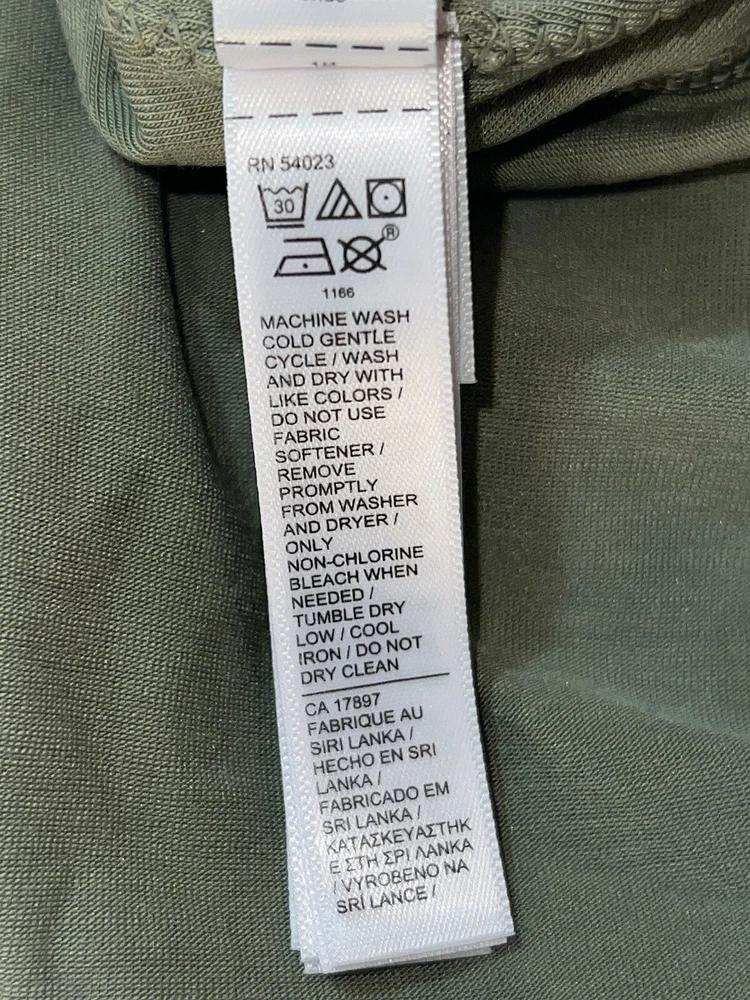 RN 54023
30
®
1166
MACHINE WASH
COLD GENTLE
CYCLE / WASH
AND DRY WITH
LIKE COLORS /
DO NOT USE
FABRIC
SOFTENER /
REMOVE
PROMPTLY
FROM WASHER
AND DRYER /
ONLY
NON-CHLORINE
BLEACH WHEN
NEEDED /
TUMBLE DRY
LOW / COOL
IRON / DO NOT
DRY CLEAN
CA 17897
FABRIQUE AU
SIRI LANKA /
HECHO EN SRI
LANKA /
FABRICADO EM
SRI LANKA /
ΚΑΤΑΣΚΕΥΑΣΤΗΚ
Ε ΣΤΗ ΣΡΙ ΛΑΝΚΑ
/ VYROBENO NA
SRÍ LANCE /